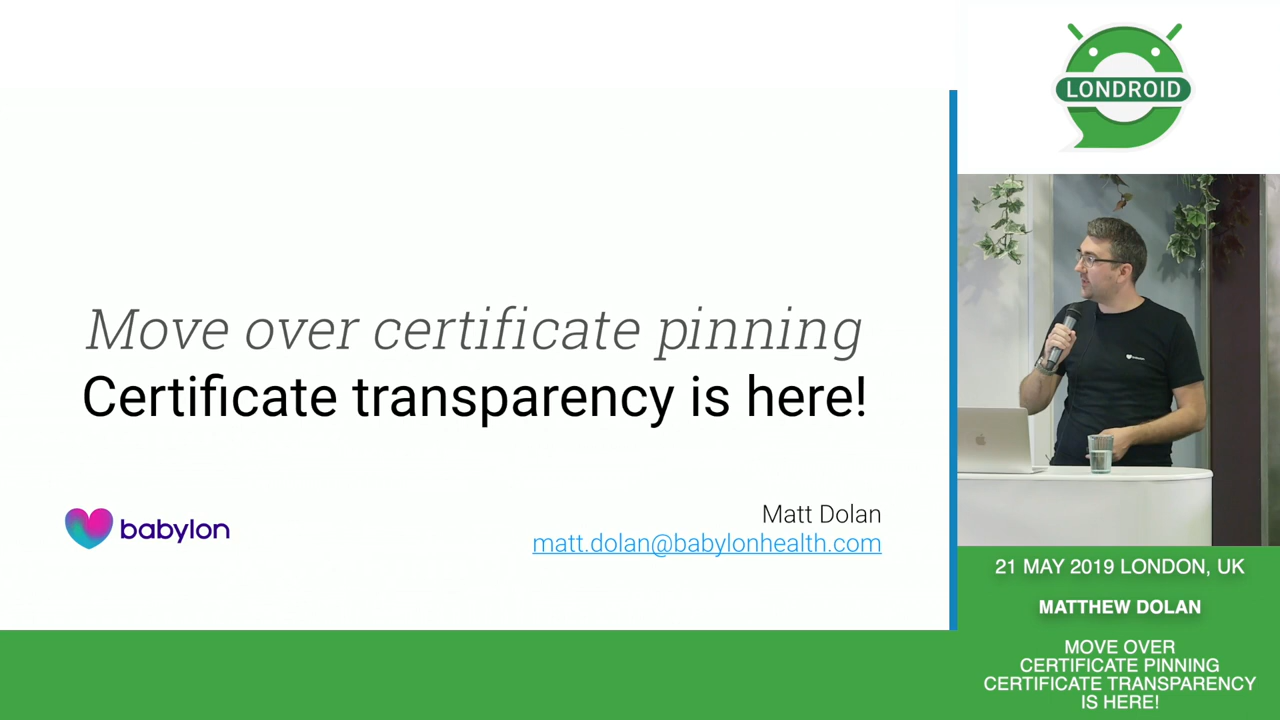 Move over certificate pinning
Certificate transparency is here!
babylon
Matt Dolan
matt.dolan@babylonhealth.com
LONDROID
21 MAY 2019 LONDON, UK
MATTHEW DOLAN
MOVE OVER
CERTIFICATE PINNING
CERTIFICATE TRANSPARENCY
IS HERE!